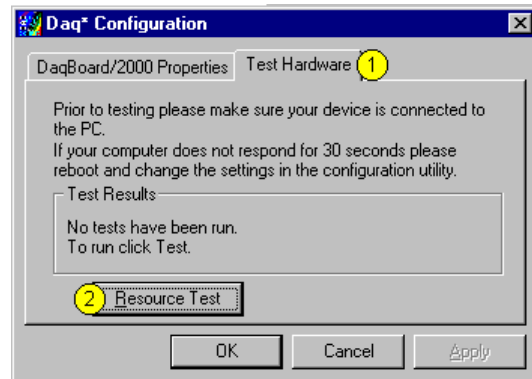 Daq* Configuration
DaqBoard/2000 Properties
Test Hardware
1
Prior to testing please make sure your device is connected to
the PC.
If your computer does not respond for 30 seconds please
reboot and change the settings in the configuration utility.
Test Results
No tests have been run.
To run click Test.
2
Resource Test
OK
Cancel
Apply